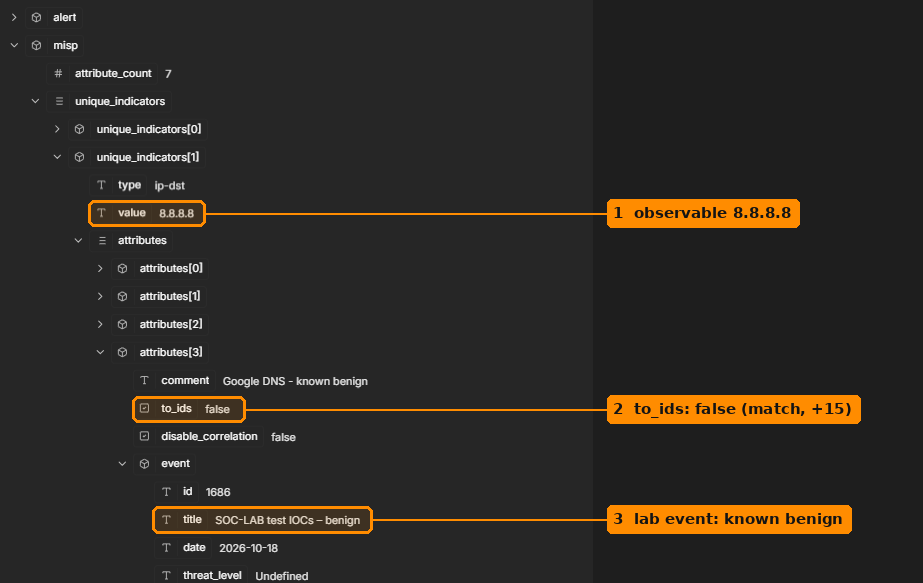 alert
misp
# attribute_count 7
unique_indicators
unique_indicators[0]
unique_indicators[1]
T type ip-dst
T value 8.8.8.8 1 observable 8.8.8.8
attributes
attributes[0]
attributes[1]
attributes[2]
attributes[3]
T comment Google DNS - known benign
to_ids false 2 to_ids: false (match, +15)
disable_correlation false
event
T id 1686
T title SOC-LAB test IOCs – benign 3 lab event: known benign
T date 2026-10-18
T threat_level Undefined